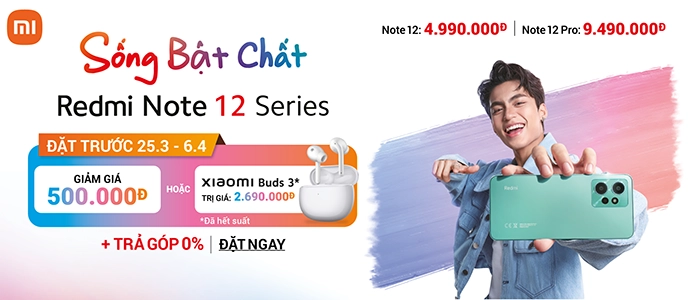 mi
Note 12: 4.990.000Đ | Note 12 Pro: 9.490.000Đ
Sống Bật Chất
Redmi Note 12 Series
ĐẶT TRƯỚC 25.3 - 6.4
GIẢM GIÁ
500.000Đ
HOẶC
XIAOMI Buds 3*
TRỊ GIÁ: 2.690.000Đ
*Đã hết suất
+ TRẢ GÓP 0% | ĐẶT NGAY
Redmi